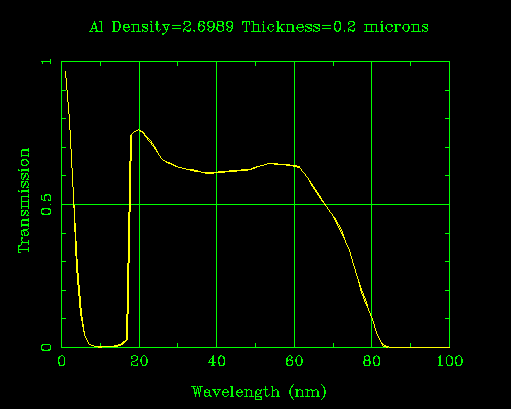 Al Density=2.6989 Thickness=0.2 microns
1
0.5
0
Transmission
0 20 40 60 80 100
Wavelength (nm)